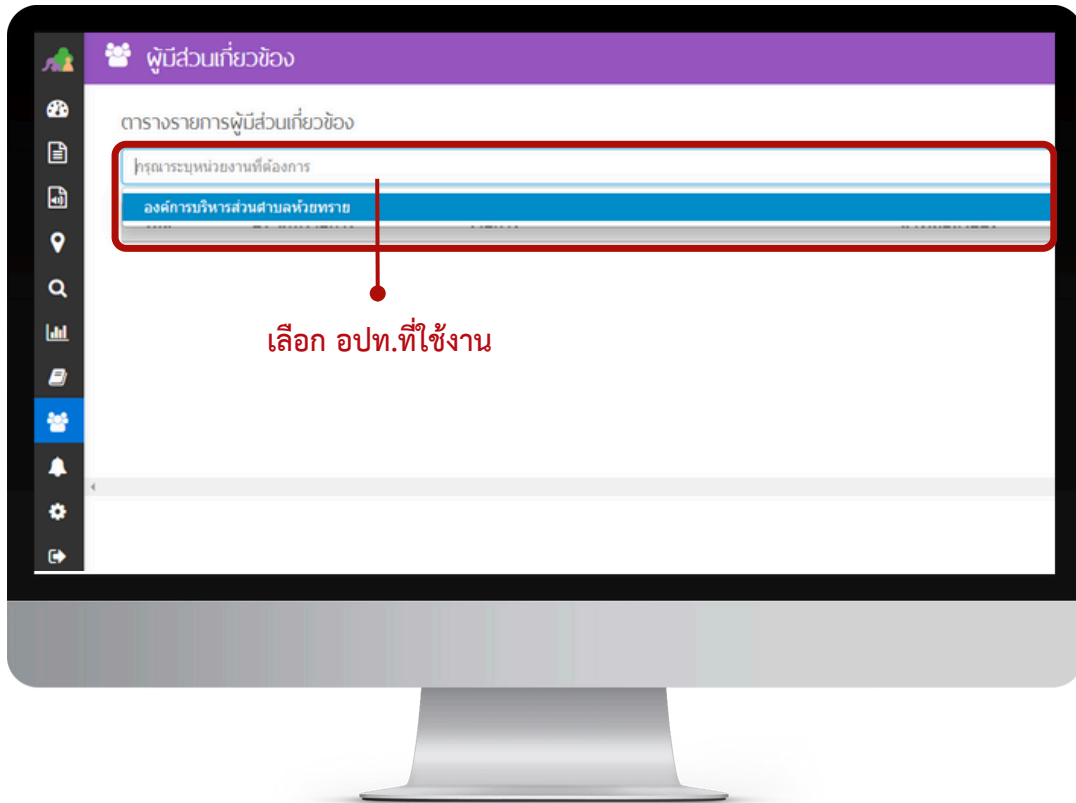 ผู้มีส่วนเกี่ยวข้อง
ตารางรายการผู้มีส่วนเกี่ยวข้อง
กรุณาระบุหน่วยงานที่ต้องการ
องค์การบริหารส่วนตำบลห้วยทราย
เลือก อปท.ที่ใช้งาน